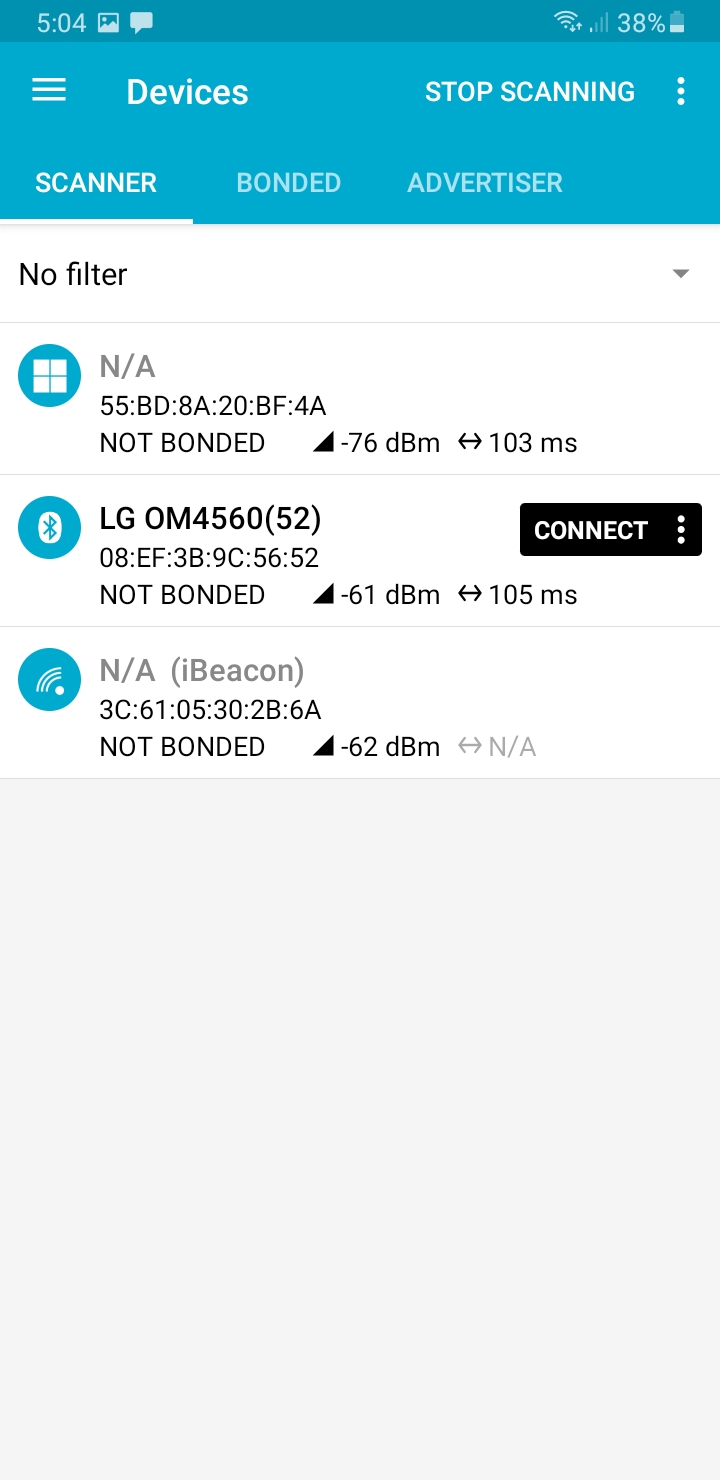 5:04 38%
Devices STOP SCANNING
SCANNER BONDED ADVERTISER
No filter
N/A
55:BD:8A:20:BF:4A
NOT BONDED -76 dBm ↔ 103 ms
LG OM4560(52) CONNECT
08:EF:3B:9C:56:52
NOT BONDED -61 dBm ↔ 105 ms
N/A (iBeacon)
3C:61:05:30:2B:6A
NOT BONDED -62 dBm ↔ N/A